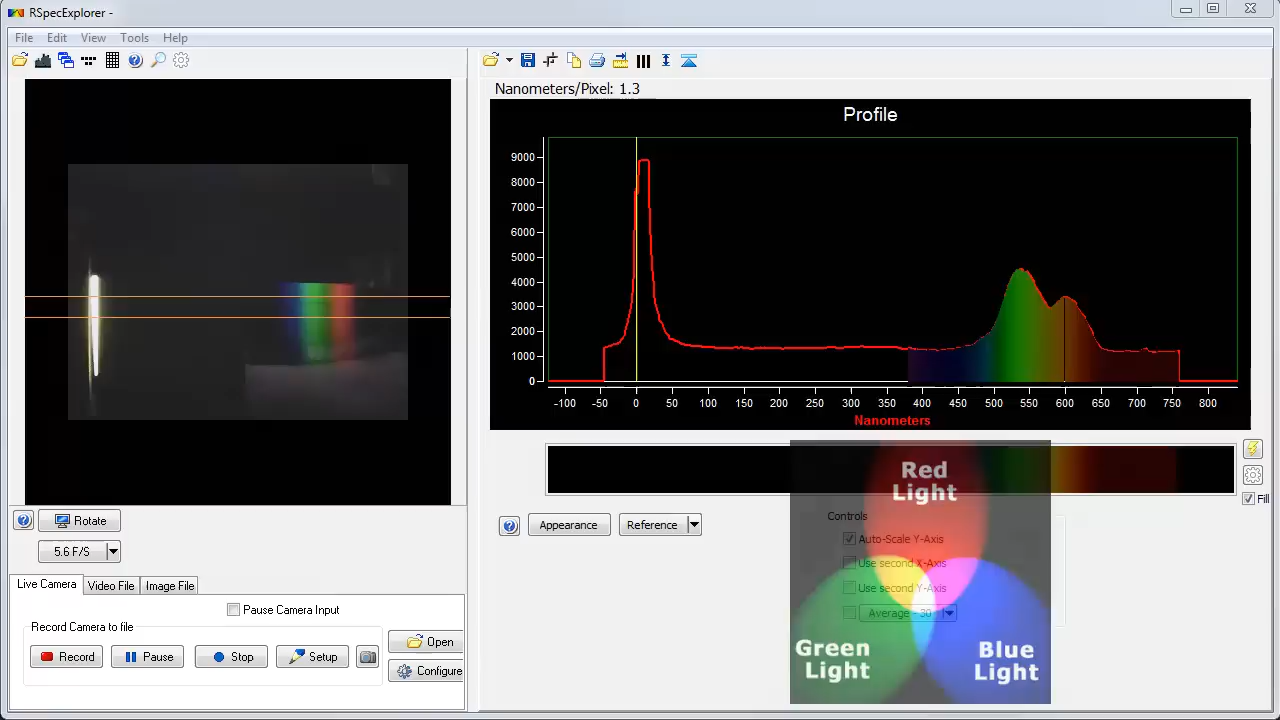 RSpecExplorer -
File Edit View Tools Help
Nanometers/Pixel: 1.3
Profile
9000
8000
7000
6000
5000
4000
3000
2000
1000
0
-100 -50 0 50 100 150 200 250 300 350 400 450 500 550 600 650 700 750 800
Nanometers
Fill
Red
Light
Controls
Auto-Scale Y-Axis
Use second X-Axis
Use second Y-Axis
Average - 30
Green
Light
Blue
Light
Appearance
Reference
Rotate
5.6 F/S
Live Camera Video File Image File
Pause Camera Input
Record Camera to file
Record Pause Stop Setup
Open
Configure